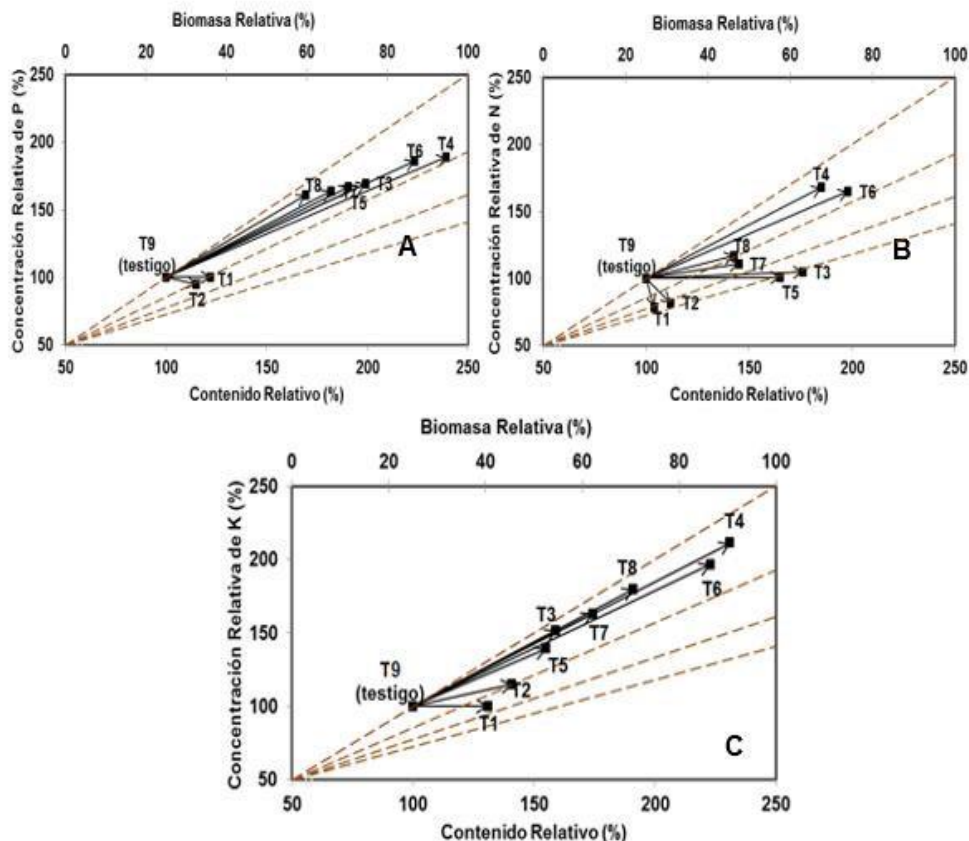 Biomasa Relativa (%)
0 20 40 60 80 100
Concentración Relativa de P (%)
250
200
150
100
50
T6 T4
T8 T3
T5
T9
(testigo)
T1
T2
A
50 100 150 200 250
Contenido Relativo (%)
Biomasa Relativa (%)
0 20 40 60 80 100
Concentración Relativa de N (%)
250
200
150
100
50
T4
T6
T9
(testigo)
T8
T7
T3
T5
T2
T1
B
50 100 150 200 250
Contenido Relativo (%)
Biomasa Relativa (%)
0 20 40 60 80 100
Concentración Relativa de K (%)
250
200
150
100
50
T4
T8
T6
T3
T7
T5
T9
(testigo)
T2
T1
C
50 100 150 200 250
Contenido Relativo (%)